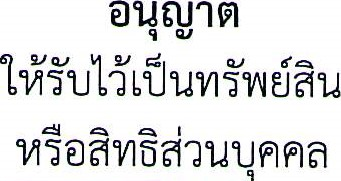 อนุญาต
ให้รับไว้เป็นทรัพย์สิน
หรือสิทธิส่วนบุคคล